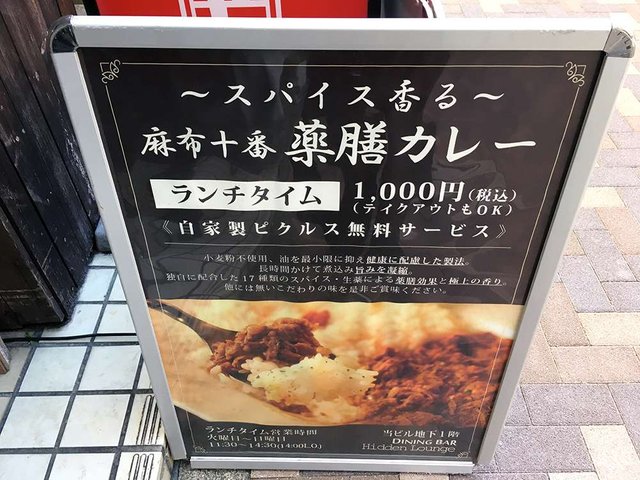 ～スパイス香る～
麻布十番 薬膳カレー
ランチタイム 1,000円(税込)
(テイクアウトもOK)
《自家製ピクルス無料サービス》
小麦粉不使用、油を最小限に抑え健康に配慮した製法。
長時間かけて煮込み旨みを凝縮。
独自に配合した17種類のスパイス・生薬による薬膳効果と極上の香り。
他には無いこだわりの味を是非ご賞味ください。
ランチタイム営業時間
火曜日～日曜日
11:30～14:30(14:00L.O.)
当ビル地下1階
DINING BAR
Hidden Lounge